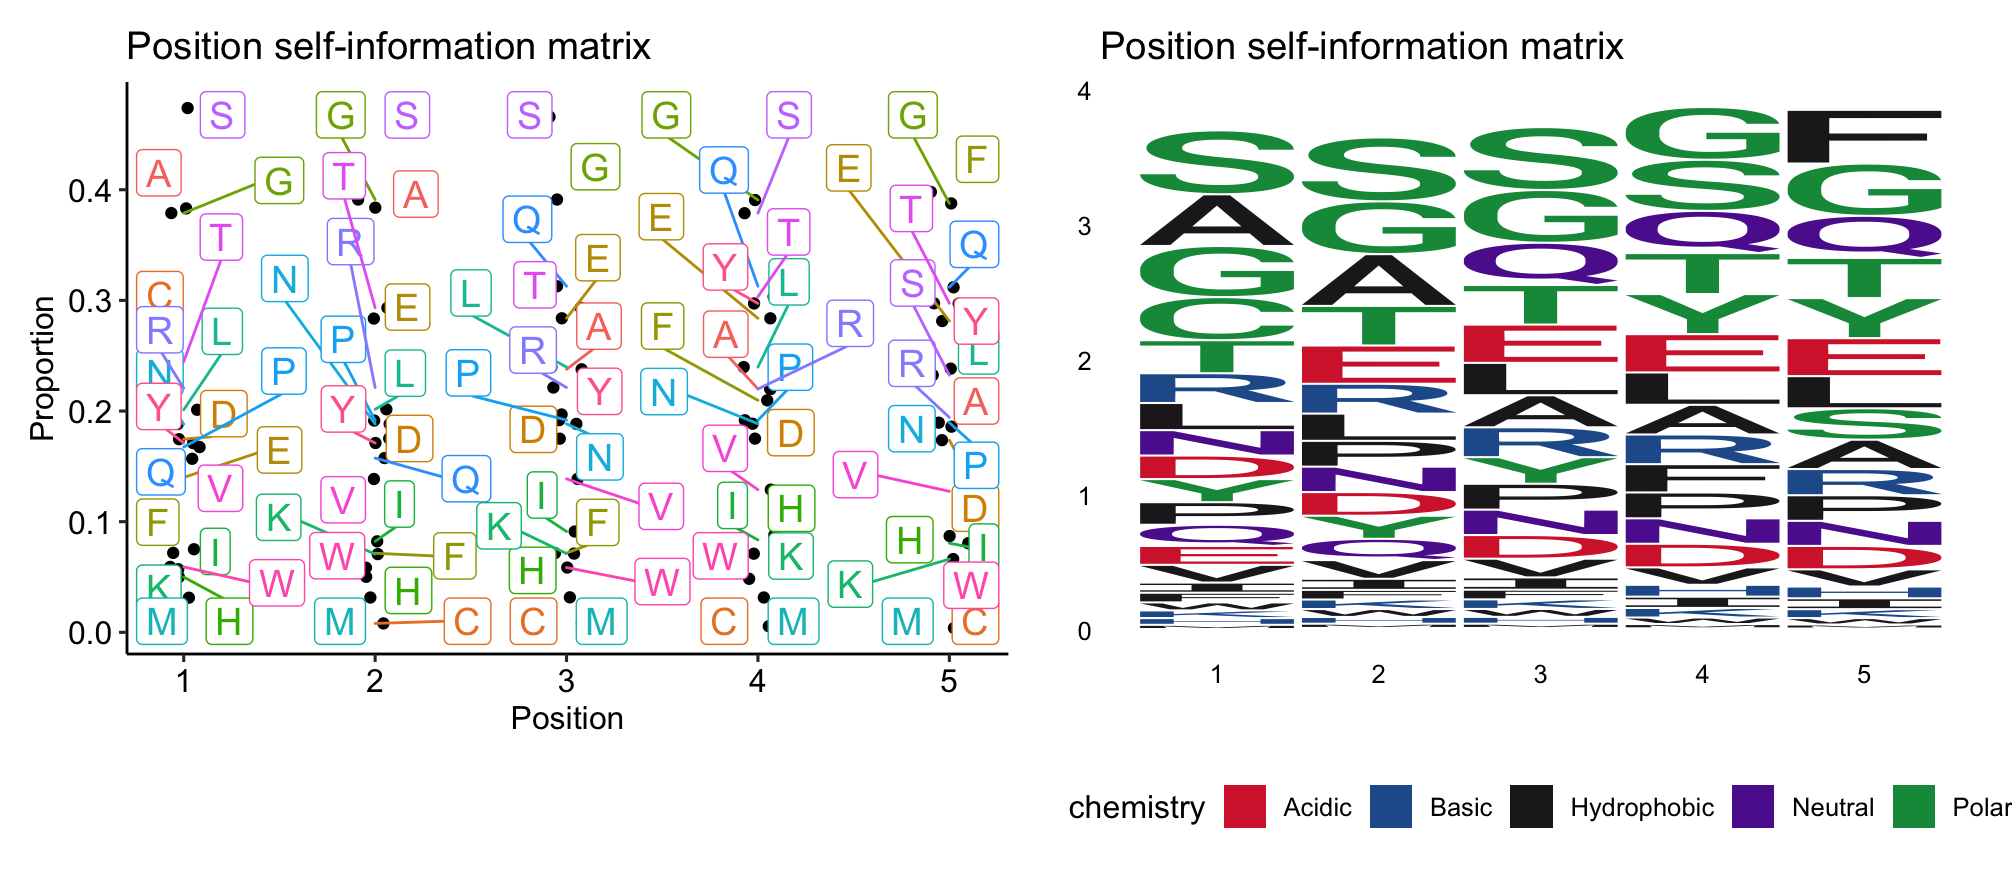 Position self-information matrix
S G S S G S G
A G T A G Q E F
T R Q E E Y T T Q
C N L T L S
R L P E R A F A R Y
N P L P Y N P R L
Y D Y D D N D N A
Q E Q V V P
V V I K I F V I H D
F I K W F H W K H I
K W H W K W
M H M C C M C M M C
0.4
0.3
0.2
0.1
0.0
Proportion
1 2 3 4 5
Position
Position self-information matrix
4
3
2
1
0
S S S G F
A G G S G
G A Q Q Q
C T T T T
T E E Y Y
R R L E E
L L A L L
N P R A S
D N Y R A
Y D P P R
P Y N N P
Q Q D D N
E V V V D
1 2 3 4 5
chemistry Acidic Basic Hydrophobic Neutral Polar